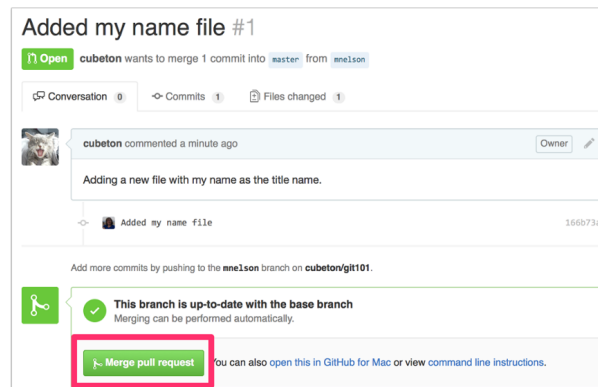 Added my name file #1
Open cubeton wants to merge 1 commit into master from mnelson
Conversation 0 Commits 1 Files changed 1
cubeton commented a minute ago Owner
Adding a new file with my name as the title name.
Added my name file 166b73a
Add more commits by pushing to the mnelson branch on cubeton/git101.
This branch is up-to-date with the base branch
Merging can be performed automatically.
Merge pull request You can also open this in GitHub for Mac or view command line instructions.